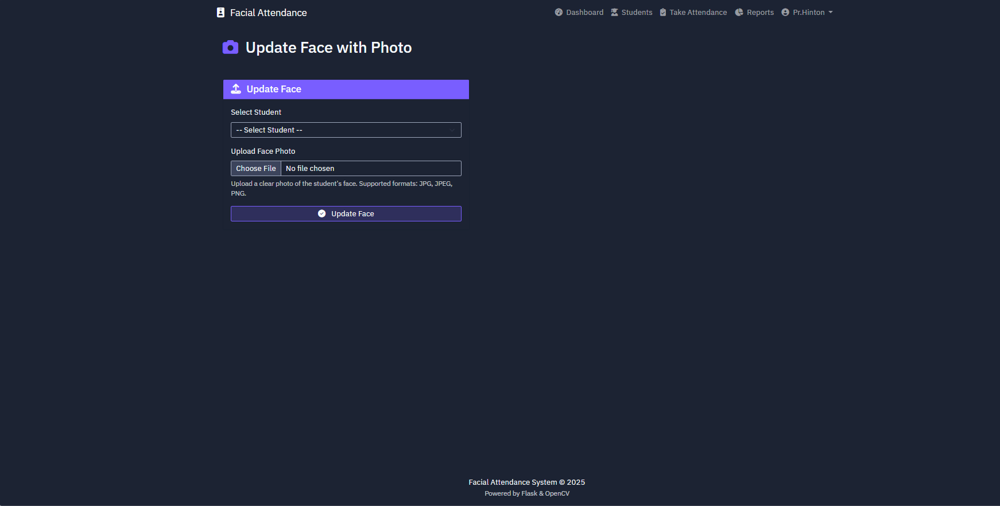 Facial Attendance
Dashboard Students Take Attendance Reports Pr.Hinton
Update Face with Photo
Update Face
Select Student
-- Select Student --
Upload Face Photo
Choose File No file chosen
Upload a clear photo of the student's face. Supported formats: JPG, JPEG,
PNG.
Update Face
Facial Attendance System © 2025
Powered by Flask & OpenCV